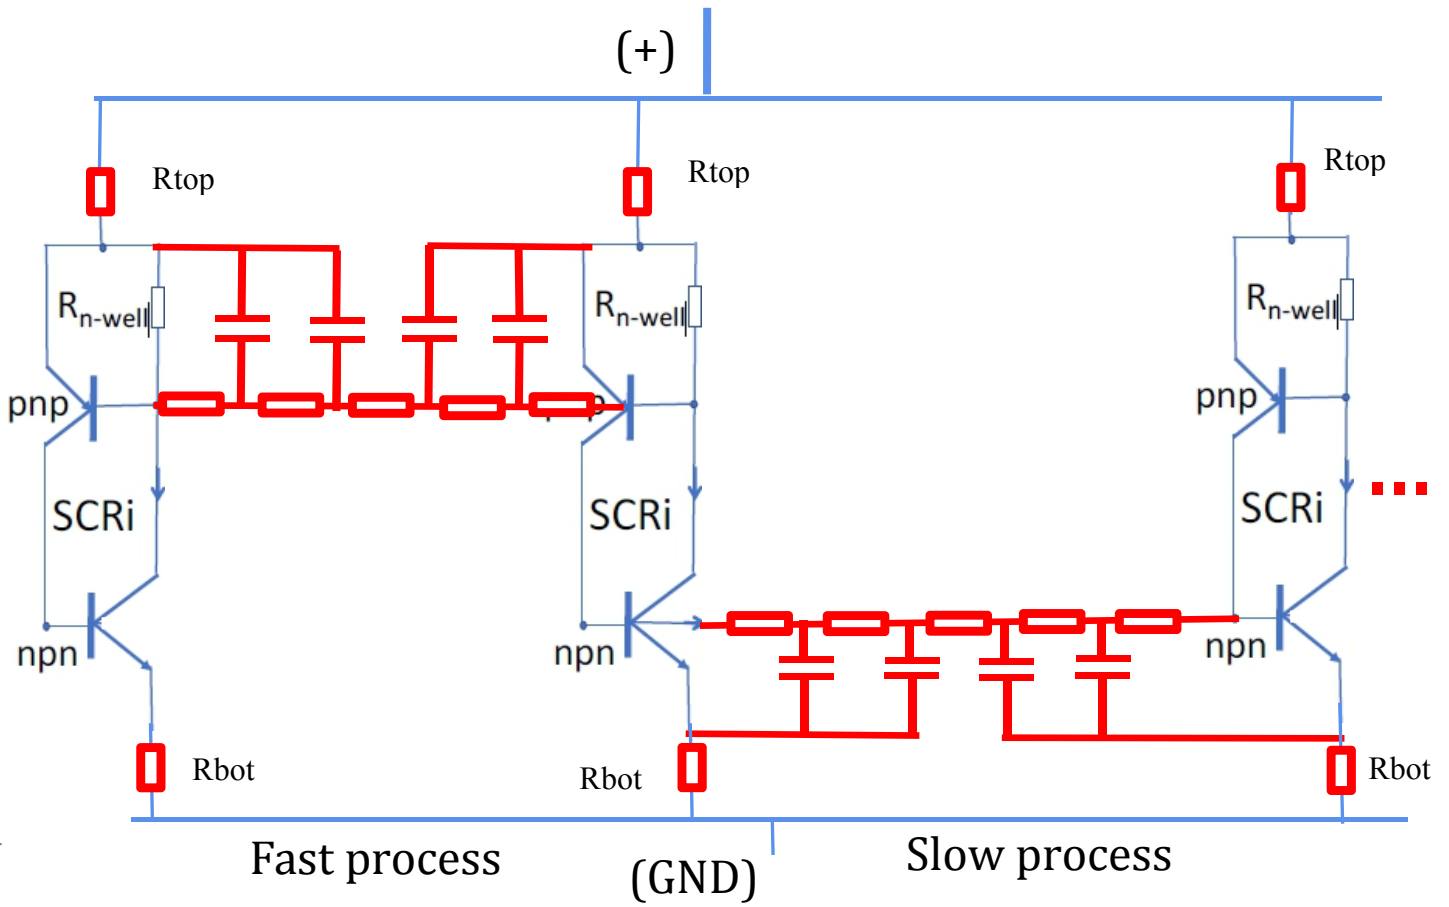 (+)
Rtop
Rtop
Rtop
Rn-well
Rn-well
Rn-well
pnp
pnp
SCRi
SCRi
SCRi
npn
npn
npn
Rbot
Rbot
Rbot
Fast process
(GND)
Slow process